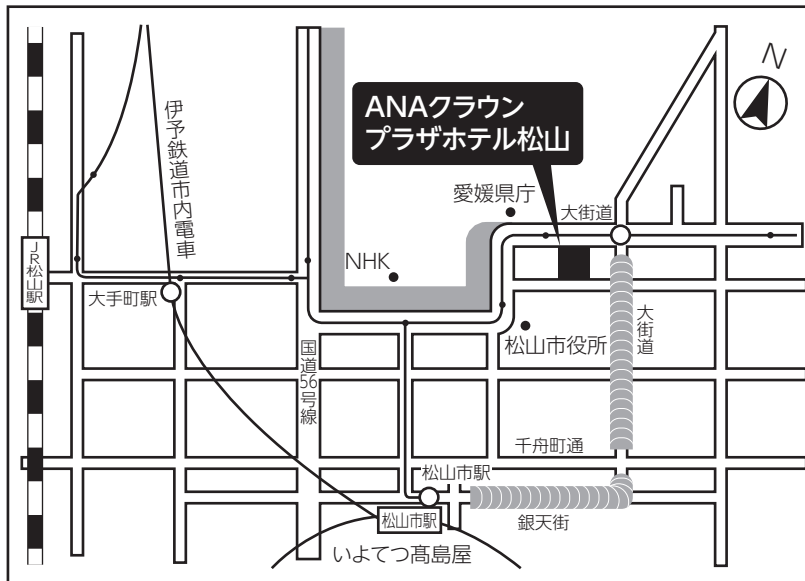 N
ANAクラウン
プラザホテル松山
伊予鉄道市内電車
愛媛県庁
大街道
JR松山駅
NHK
大手町駅
国道56号線
松山市役所
大街道
千舟町通
松山市駅
松山市駅
銀天街
いよてつ髙島屋